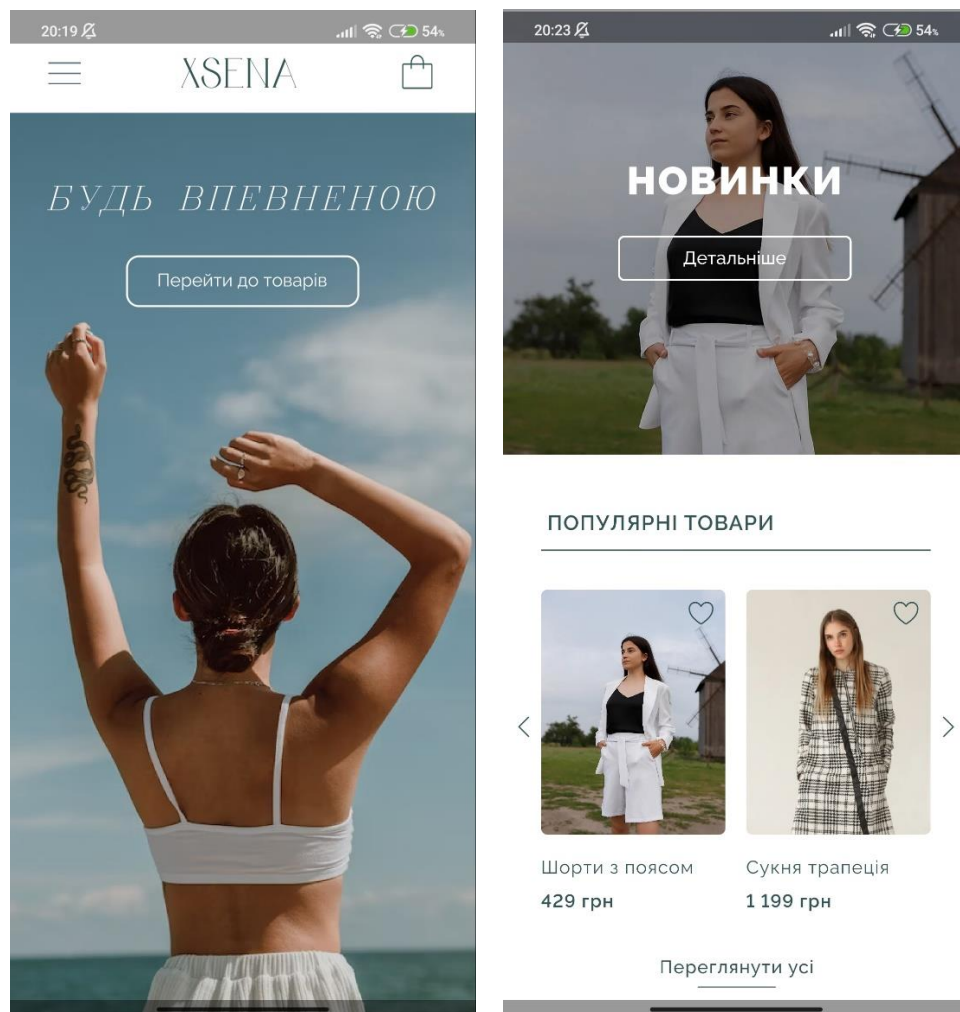 20:19
54%
XSENA
БУДЬ ВПЕВНЕНОЮ
Перейти до товарів
20:23
54%
НОВИНКИ
Детальніше
ПОПУЛЯРНІ ТОВАРИ
Шорти з поясом
429 грн
Сукня трапеція
1 199 грн
Переглянути усі